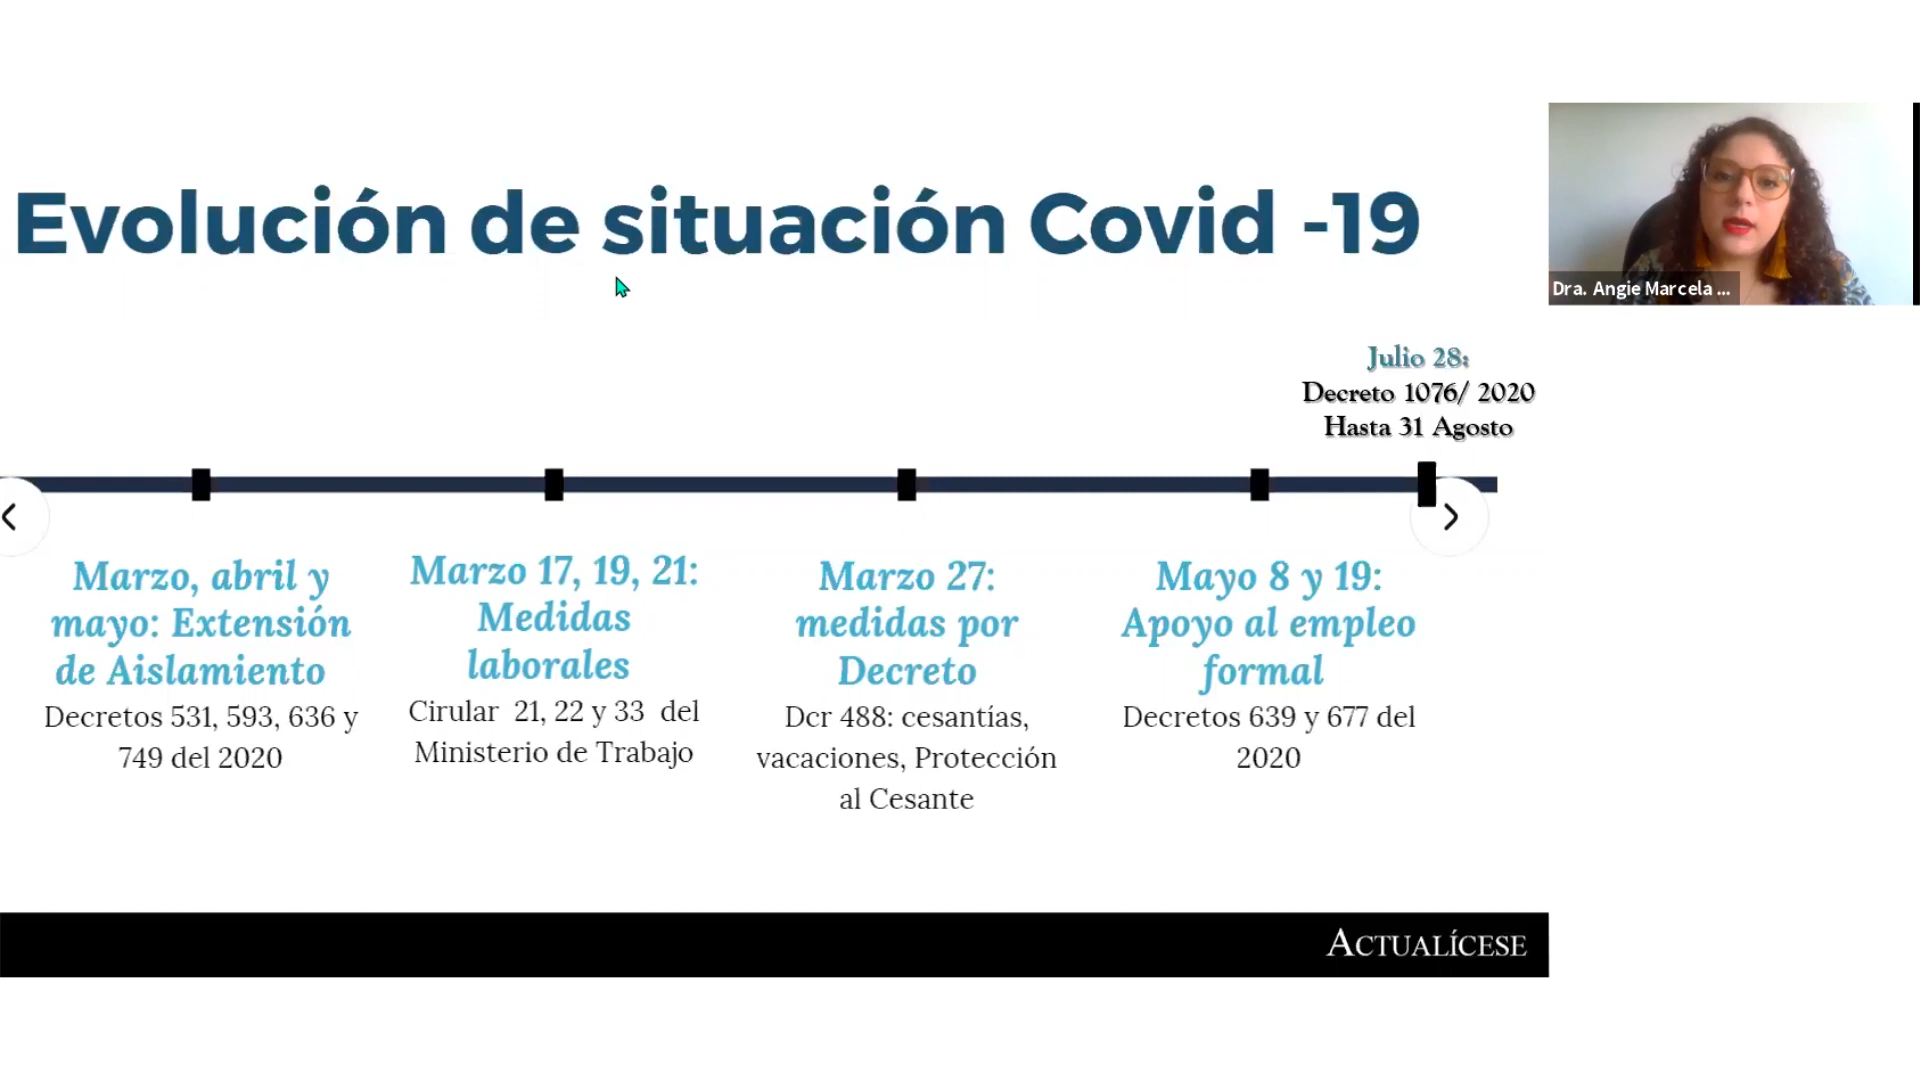 Evolución de situación Covid -19
Dra. Angie Marcela ...
Julio 28:
Decreto 1076/ 2020
Hasta 31 Agosto
Marzo, abril y
mayo: Extensión
de Aislamiento
Decretos 531, 593, 636 y
749 del 2020
Marzo 17, 19, 21:
Medidas
laborales
Cirular 21, 22 y 33 del
Ministerio de Trabajo
Marzo 27:
medidas por
Decreto
Dcr 488: cesantías,
vacaciones, Protección
al Cesante
Mayo 8 y 19:
Apoyo al empleo
formal
Decretos 639 y 677 del
2020
ACTUALÍCESE